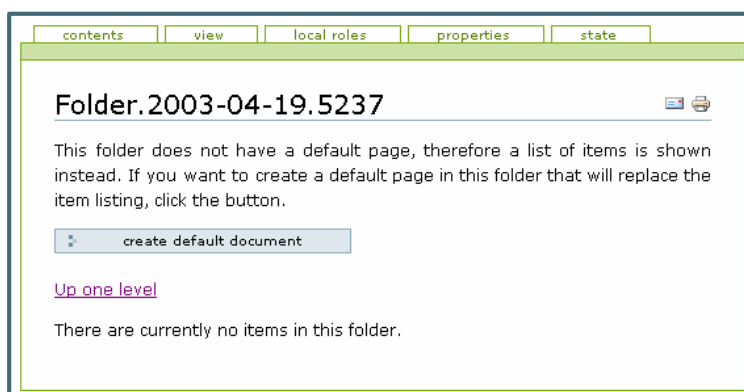 contents view local roles properties state
Folder.2003-04-19.5237
This folder does not have a default page, therefore a list of items is shown
instead. If you want to create a default page in this folder that will replace the
item listing, click the button.
create default document
Up one level
There are currently no items in this folder.